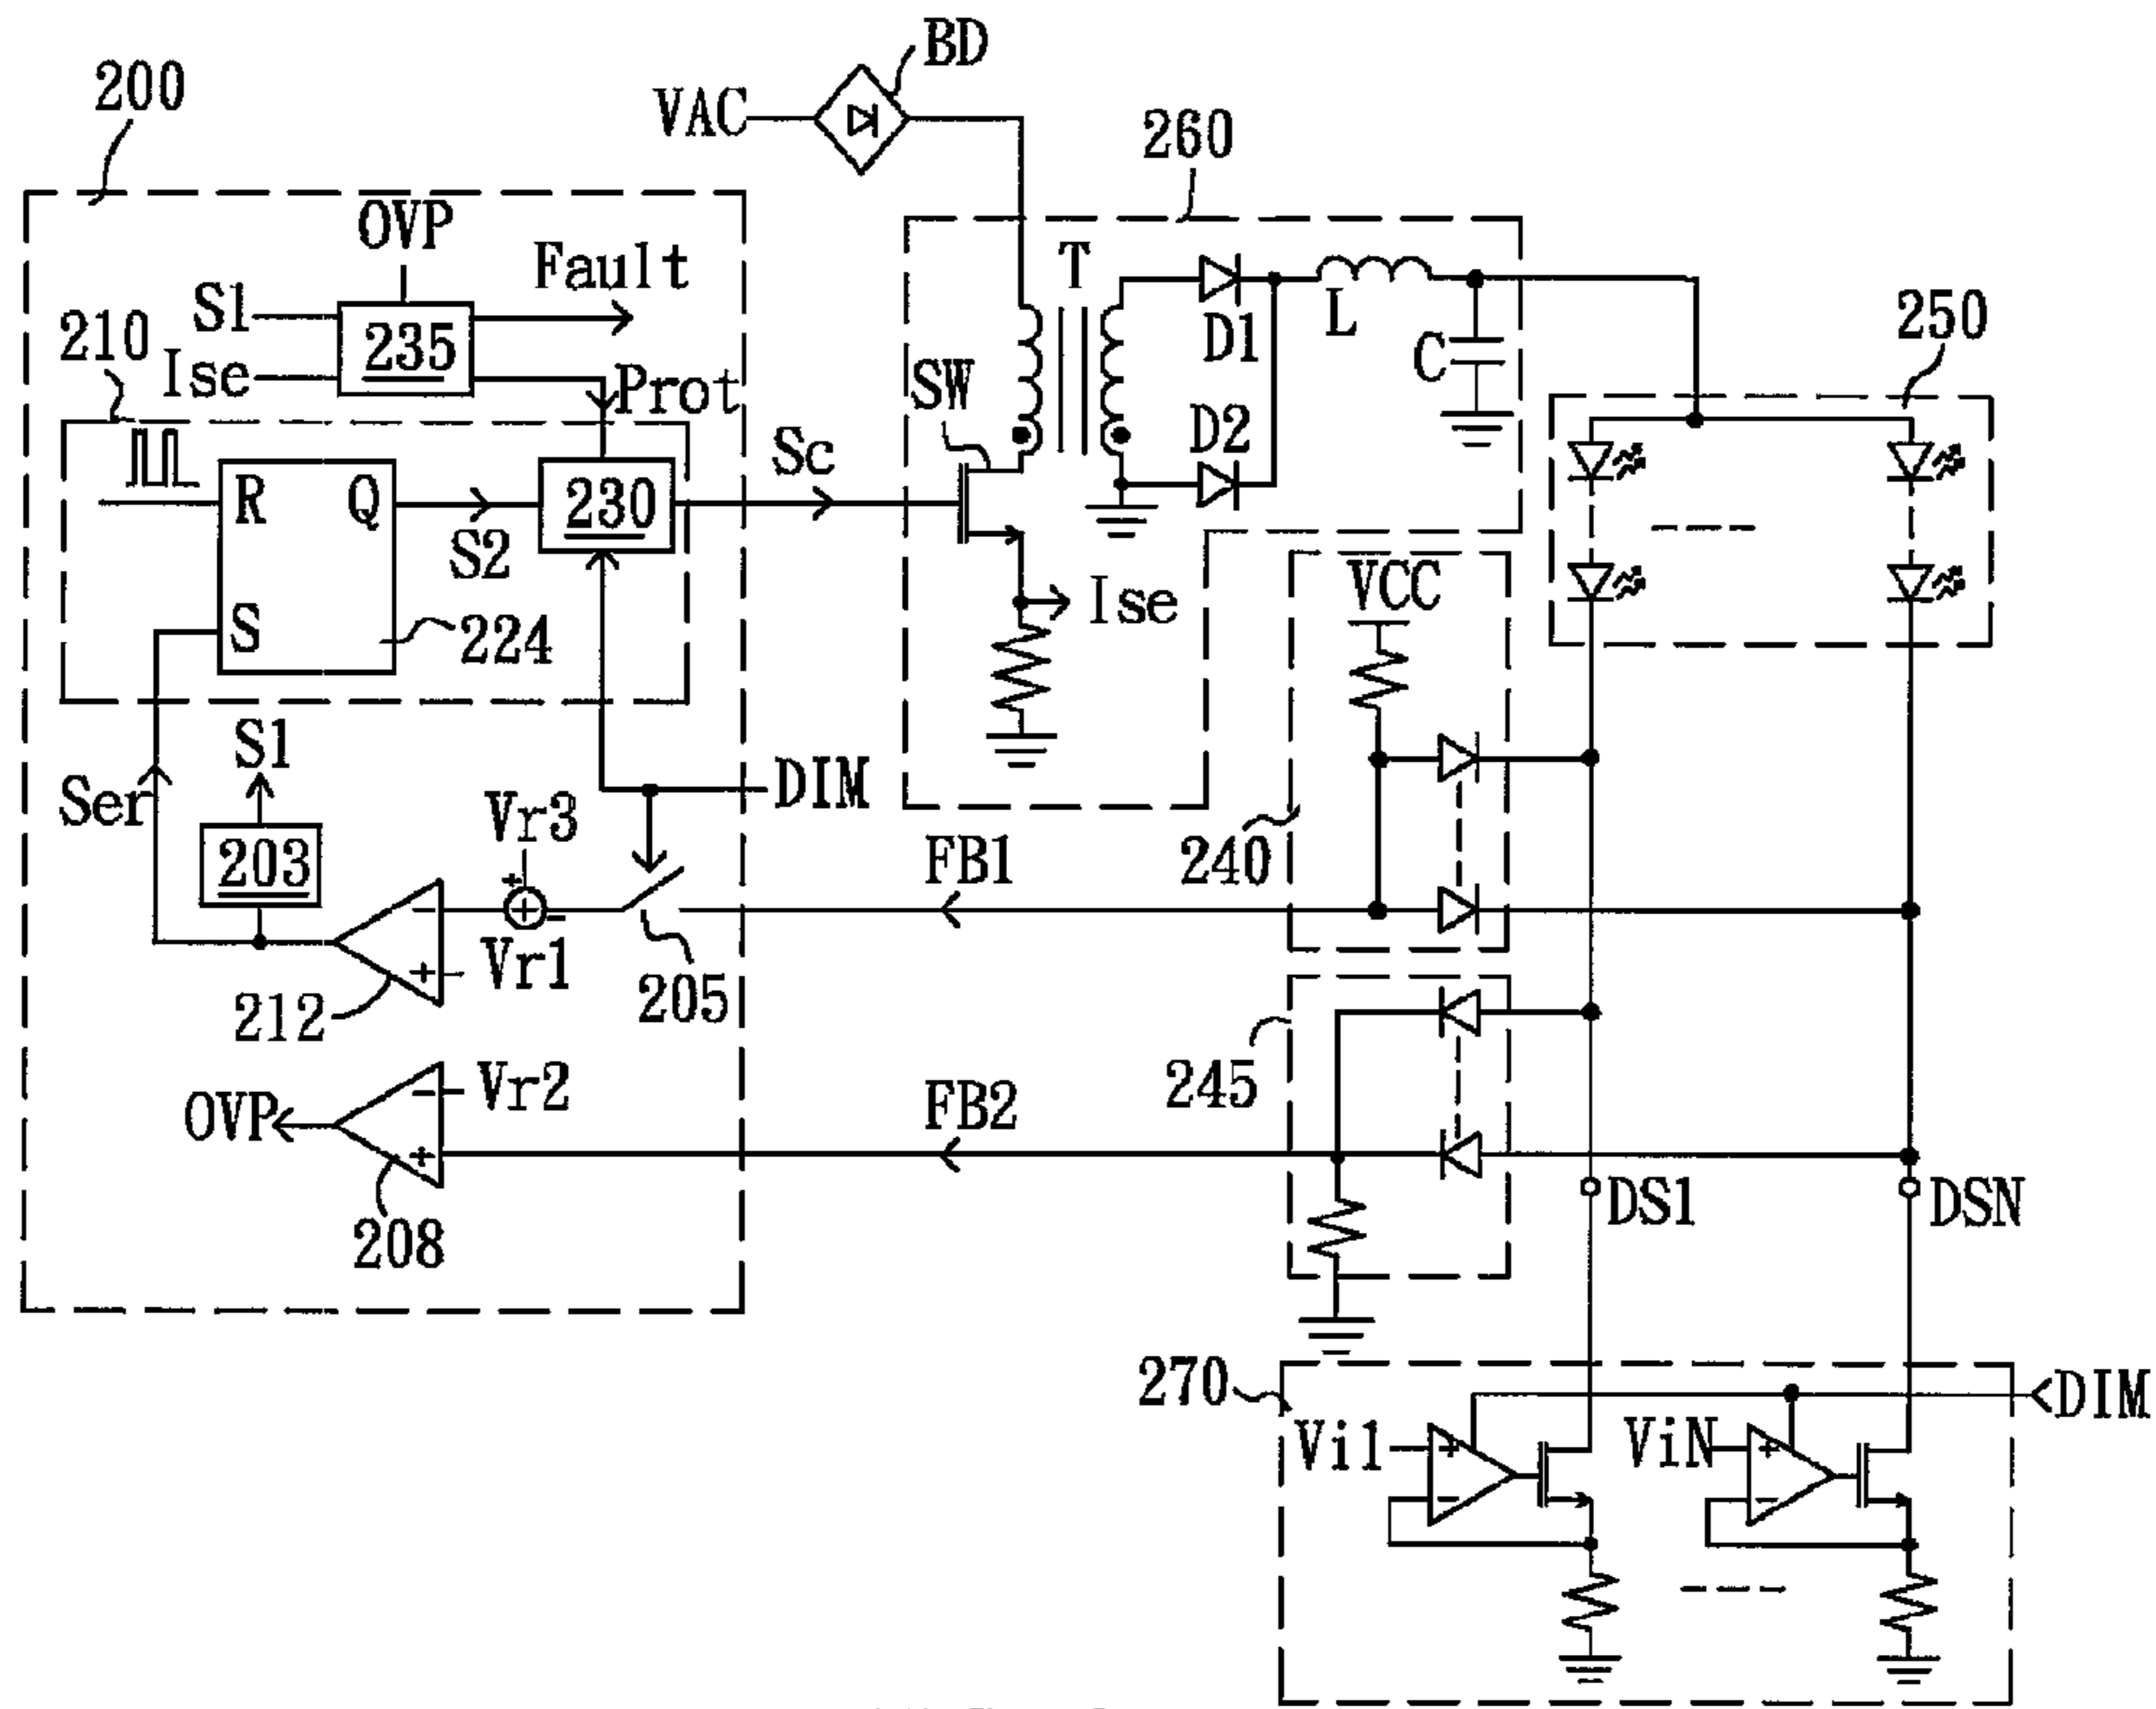 BD
200
VAC
260
OVP
Fault
T
S1
235
210
Ise
Prot
SW
D1
L
C
250
D2
Sc
R
Q
230
S2
S
224
Ise
VCC
S1
DIM
Ser
Vr3
203
+
FB1
240
-
+
-
Vr1
+
205
212
245
-
Vr2
FB2
OVP
+
DS1
DSN
208
270
DIM
Vi1
+
ViN
+
-
-